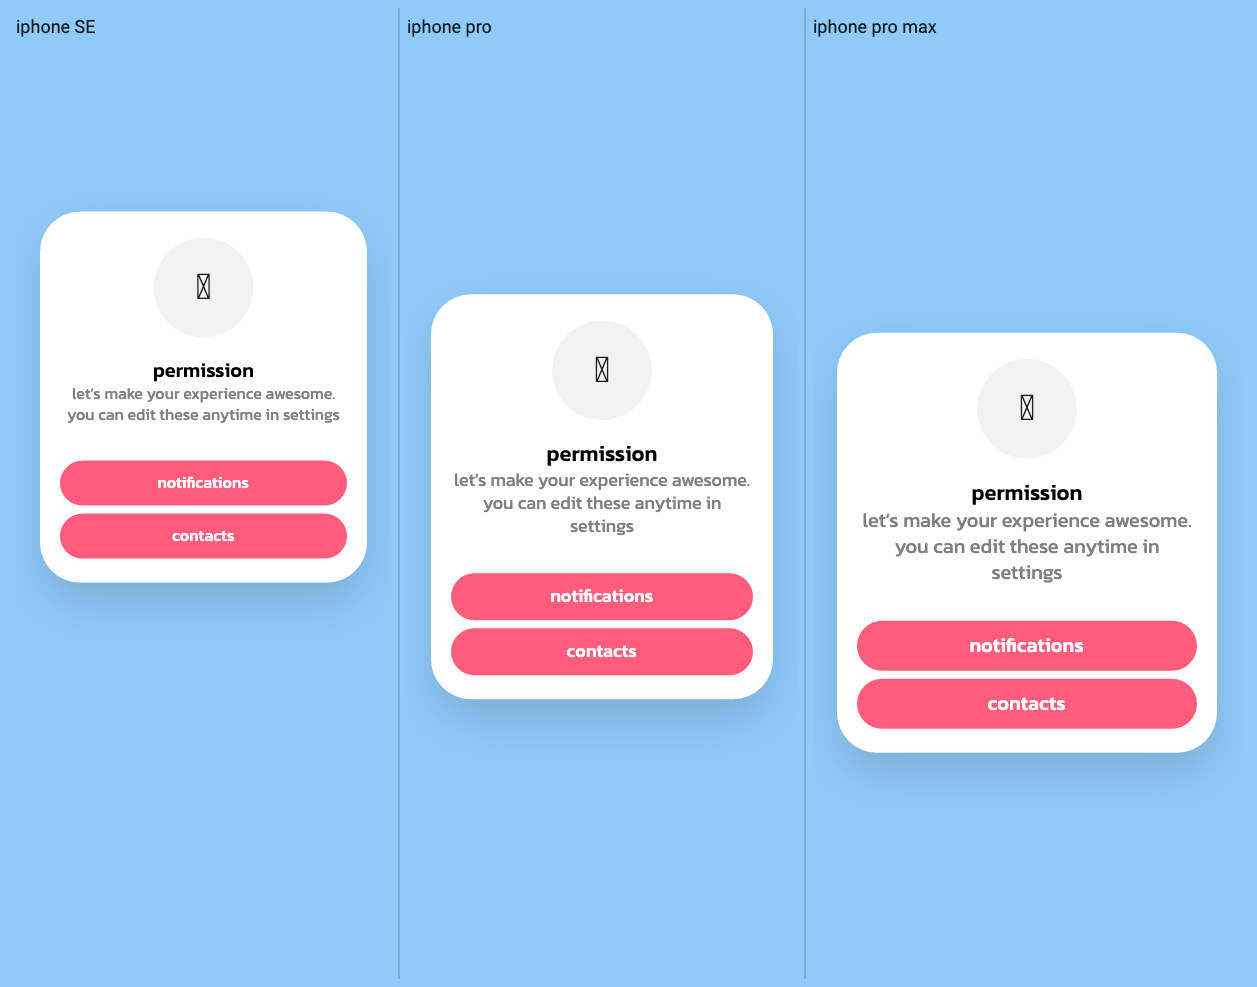 iphone SE
permission
let's make your experience awesome.
you can edit these anytime in settings
notifications
contacts
iphone pro
permission
let's make your experience awesome.
you can edit these anytime in
settings
notifications
contacts
iphone pro max
permission
let's make your experience awesome.
you can edit these anytime in
settings
notifications
contacts